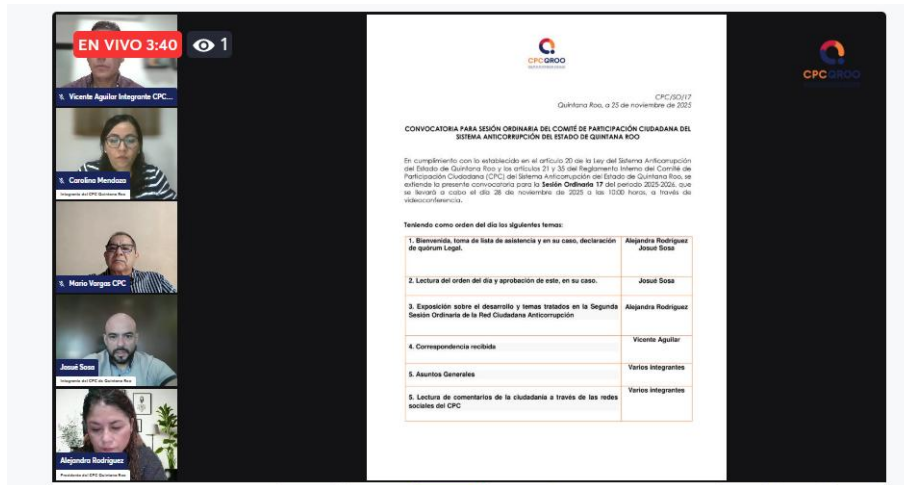 EN VIVO 3:40
1
Vicente Aguilar Integrante CPC...
Carolina Mendoza
Integrante del CPC Quintana Roo
Mario Vargas CPC
Josué Sosa
Integrante del CPC de Quintana Roo
Alejandra Rodríguez
Presidenta del CPC Quintana Roo
CPCQROO
CPC/SO/17
Quintana Roo, a 25 de noviembre de 2025
CONVOCATORIA PARA SESIÓN ORDINARIA DEL COMITÉ DE PARTICIPACIÓN CIUDADANA DEL
SISTEMA ANTICORRUPCIÓN DEL ESTADO DE QUINTANA ROO
En cumplimiento con lo establecido en el artículo 20 de la Ley del Sistema Anticorrupción
del Estado de Quintana Roo y los artículos 21 y 35 del Reglamento Interno del Comité de
Participación Ciudadana (CPC) del Sistema Anticorrupción del Estado de Quintana Roo, se
extiende la presente convocatoria para la Sesión Ordinaria 17 del periodo 2025-2026, que
se llevará a cabo el día 28 de noviembre de 2025 a las 10:00 horas, a través de
videoconferencia.
Teniendo como orden del día los siguientes temas:
1. Bienvenida, toma de lista de asistencia y en su caso, declaración
de quórum Legal.
Alejandra Rodríguez
Josué Sosa
2. Lectura del orden del día y aprobación de este, en su caso.
Josué Sosa
3. Exposición sobre el desarrollo y temas tratados en la Segunda
Sesión Ordinaria de la Red Ciudadana Anticorrupción
Alejandra Rodríguez
4. Correspondencia recibida
Vicente Aguilar
5. Asuntos Generales
Varios integrantes
5. Lectura de comentarios de la ciudadanía a través de las redes
sociales del CPC
Varios integrantes
CPCQROO